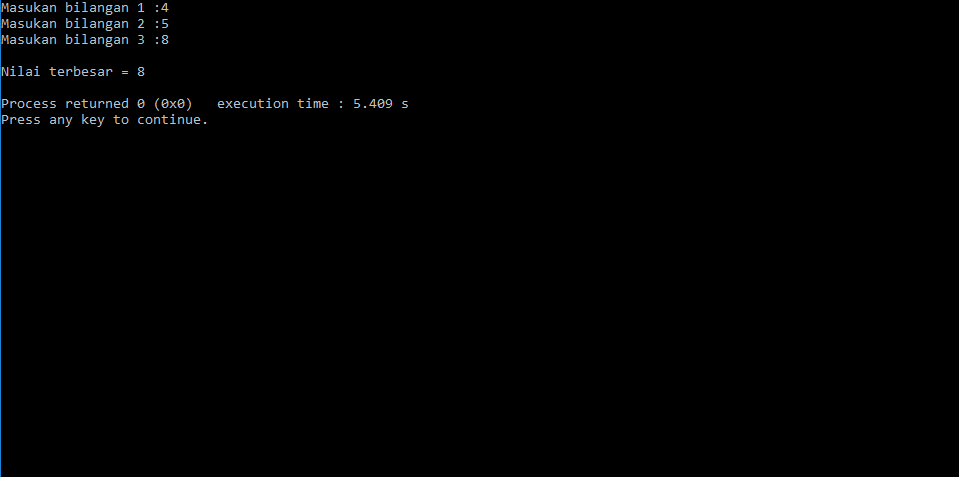 Masukan bilangan 1 :4
Masukan bilangan 2 :5
Masukan bilangan 3 :8
Nilai terbesar = 8
Process returned 0 (0x0)   execution time : 5.409 s
Press any key to continue.